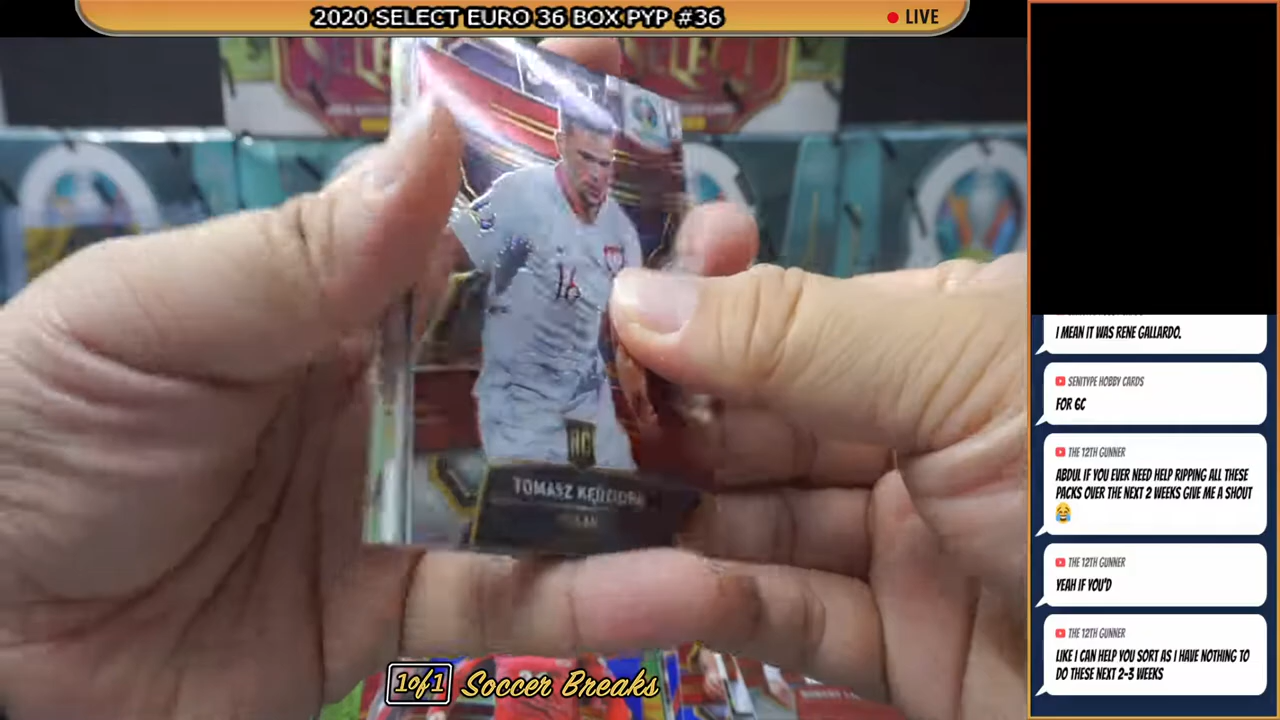 2020 SELECT EURO 36 BOX PYP #36
LIVE
16
RC
TOMASZ KĘDZIORA
I MEAN IT WAS RENE GALLARDO.
SENITYPE HOBBY CARDS
FOR 6C
THE 12TH GUNNER
ABDUL IF YOU EVER NEED HELP RIPPING ALL THESE
PACKS OVER THE NEXT 2 WEEKS GIVE ME A SHOUT
😂
THE 12TH GUNNER
YEAH IF YOU'D
THE 12TH GUNNER
LIKE I CAN HELP YOU SORT AS I HAVE NOTHING TO
DO THESE NEXT 2-3 WEEKS
1of1 Soccer Breaks